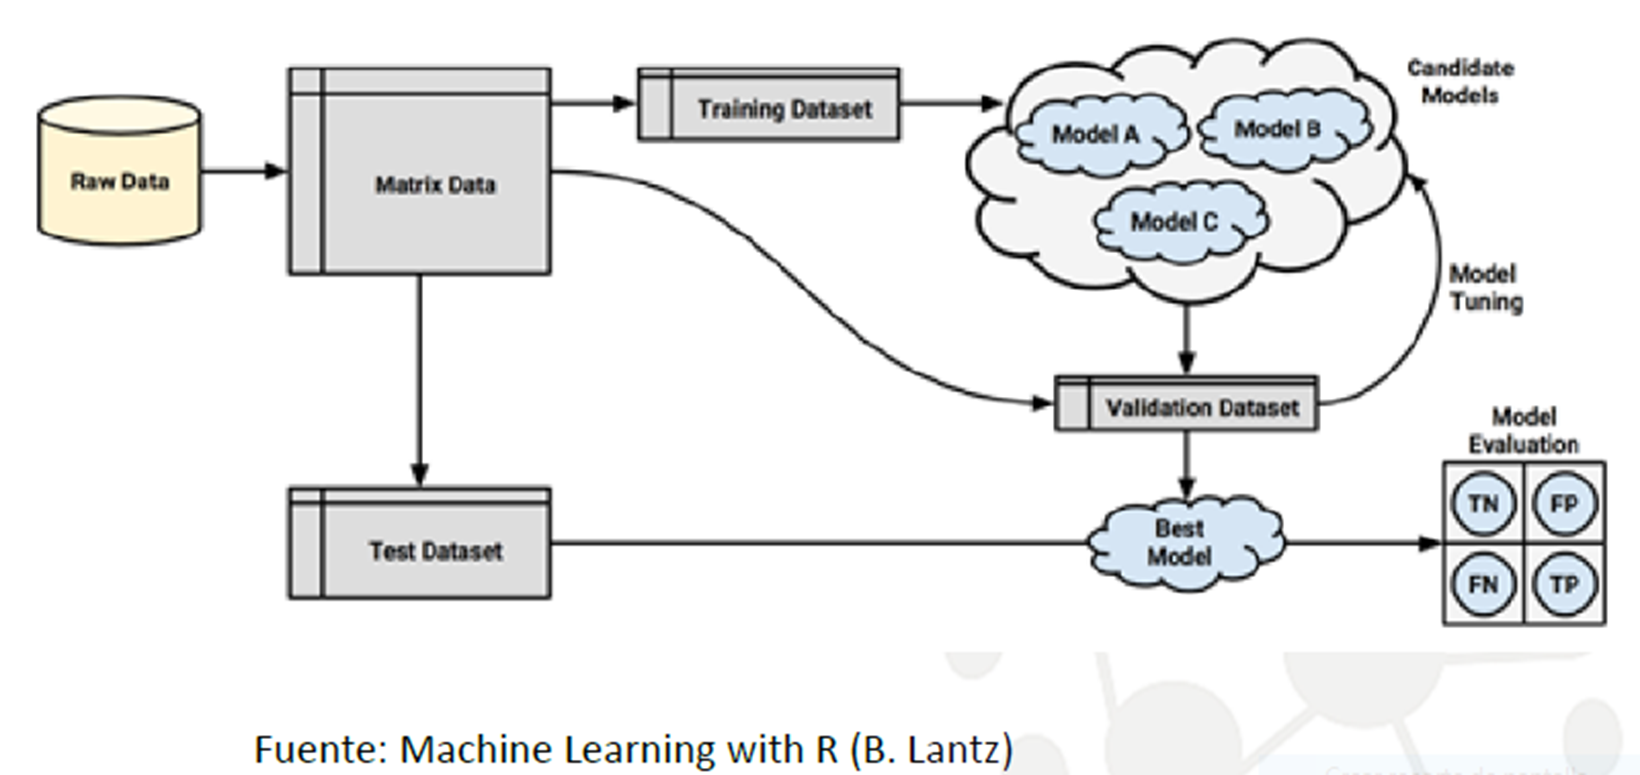 Raw Data
Matrix Data
Training Dataset
Candidate
Models
Model A
Model B
Model C
Model
Tuning
Validation Dataset
Model
Evaluation
Test Dataset
Best
Model
TN
FP
FN
TP
Fuente: Machine Learning with R (B. Lantz)